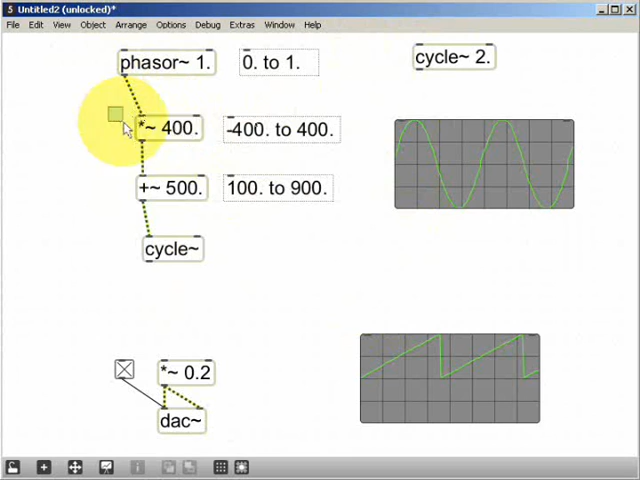 5 Untitled2 (unlocked)*
File Edit View Object Arrange Options Debug Extras Window Help
phasor~ 1.
0. to 1.
cycle~ 2.
*~ 400.
-400. to 400.
+~ 500.
100. to 900.
cycle~
*~ 0.2
dac~